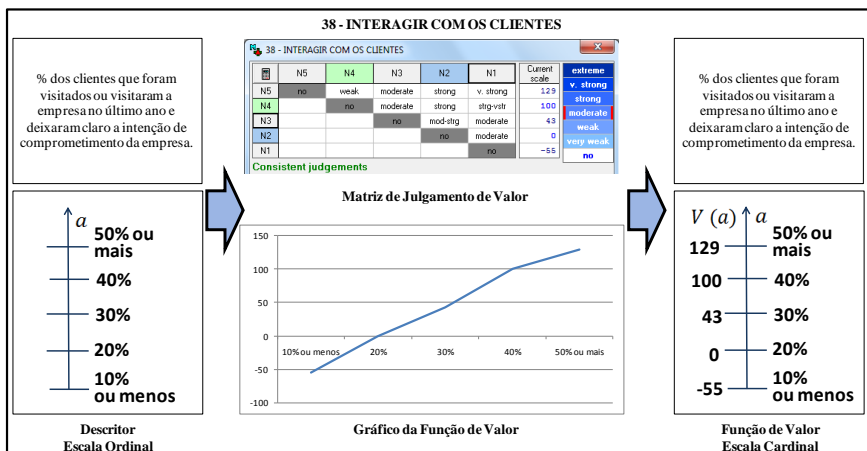 38 - INTERAGIR COM OS CLIENTES
% dos clientes que foram
visitados ou visitaram a
empresa no último ano e
deixaram claro a intenção de
comprometimento da empresa.
a
50% ou
mais
40%
30%
20%
10%
ou menos
Descritor
Escala Ordinal
38 - INTERAGIR COM OS CLIENTES
N5 N4 N3 N2 N1 Current scale
N5 no weak moderate strong v. strong 129
N4 no moderate strong strg-vstr 100
N3 no mod-strg moderate 43
N2 no moderate 0
N1 no -55
extreme
v. strong
strong
moderate
weak
very weak
no
Consistent judgements
Matriz de Julgamento de Valor
150
100
50
0
-50
-100
10% ou menos 20% 30% 40% 50% ou mais
Gráfico da Função de Valor
% dos clientes que foram
visitados ou visitaram a
empresa no último ano e
deixaram claro a intenção de
comprometimento da empresa.
V (a) a
129 50% ou mais
100 40%
43 30%
0 20%
-55 10% ou menos
Função de Valor
Escala Cardinal